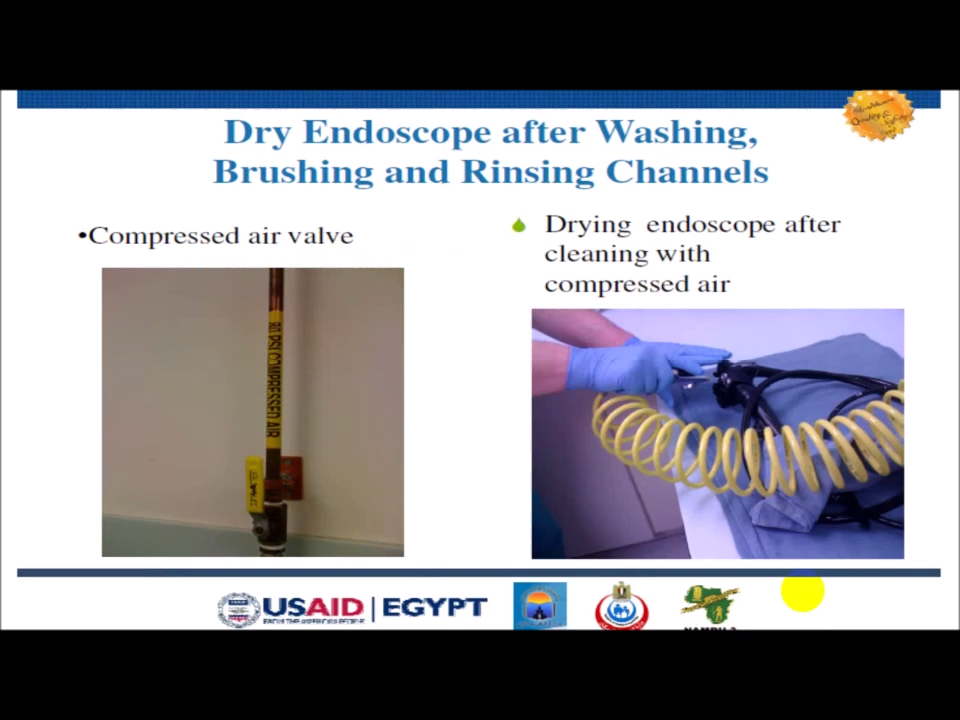 Dry Endoscope after Washing,
Brushing and Rinsing Channels
•Compressed air valve
Drying endoscope after
cleaning with
compressed air
80 PSI COMPRESSED AIR
USAID | EGYPT